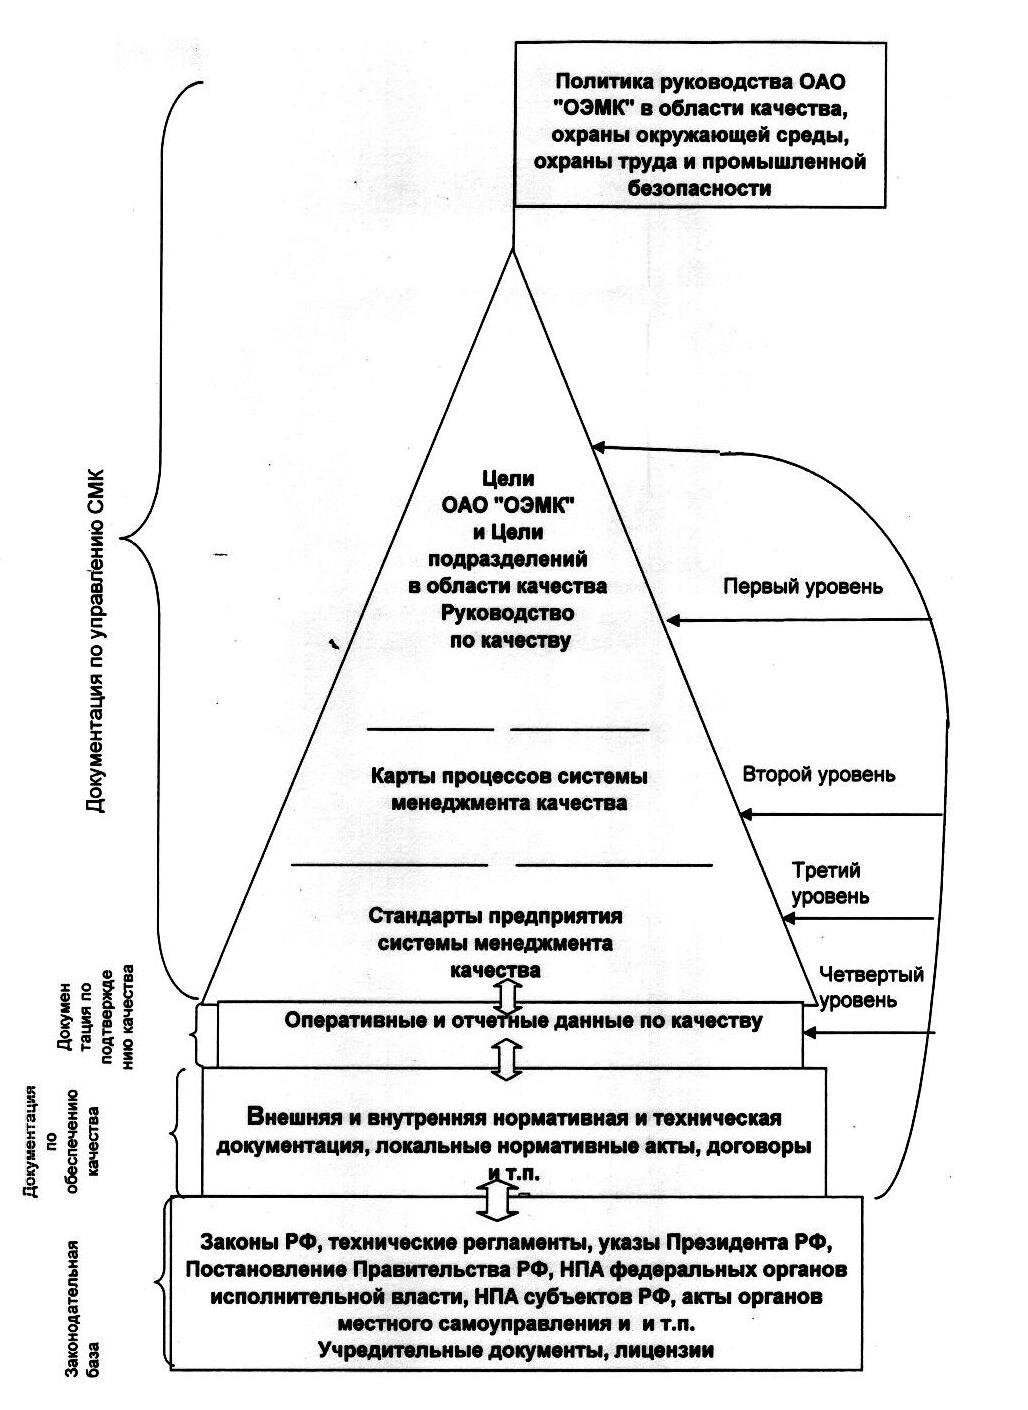 Политика руководства ОАО
"ОЭМК" в области качества,
охраны окружающей среды,
охраны труда и промышленной
безопасности
Документация по управлению СМК
Цели
ОАО "ОЭМК"
и Цели
подразделений
в области качества
Руководство
по качеству
Первый уровень
Карты процессов системы
менеджмента качества
Второй уровень
Стандарты предприятия
системы менеджмента
качества
Третий
уровень
Четвертый
уровень
Докумен
тация по
подтвержде
нию качества
Оперативные и отчетные данные по качеству
Документация
по
обеспечению
качества
Внешняя и внутренняя нормативная и техническая
документация, локальные нормативные акты, договоры
и т.п.
Законодательная
база
Законы РФ, технические регламенты, указы Президента РФ,
Постановление Правительства РФ, НПА федеральных органов
исполнительной власти, НПА субъектов РФ, акты органов
местного самоуправления и и т.п.
Учредительные документы, лицензии